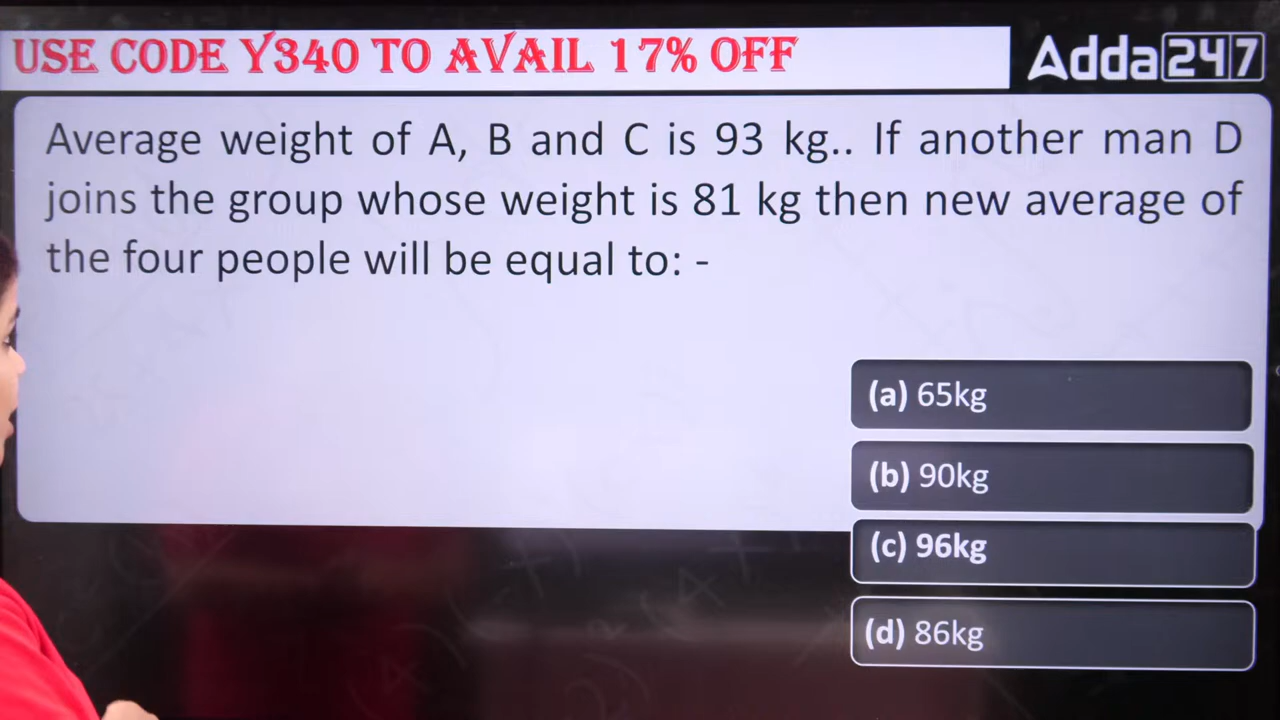 USE CODE Y340 TO AVAIL 17% OFF
Adda247
Average weight of A, B and C is 93 kg.. If another man D
joins the group whose weight is 81 kg then new average of
the four people will be equal to: -
(a) 65kg
(b) 90kg
(c) 96kg
(d) 86kg